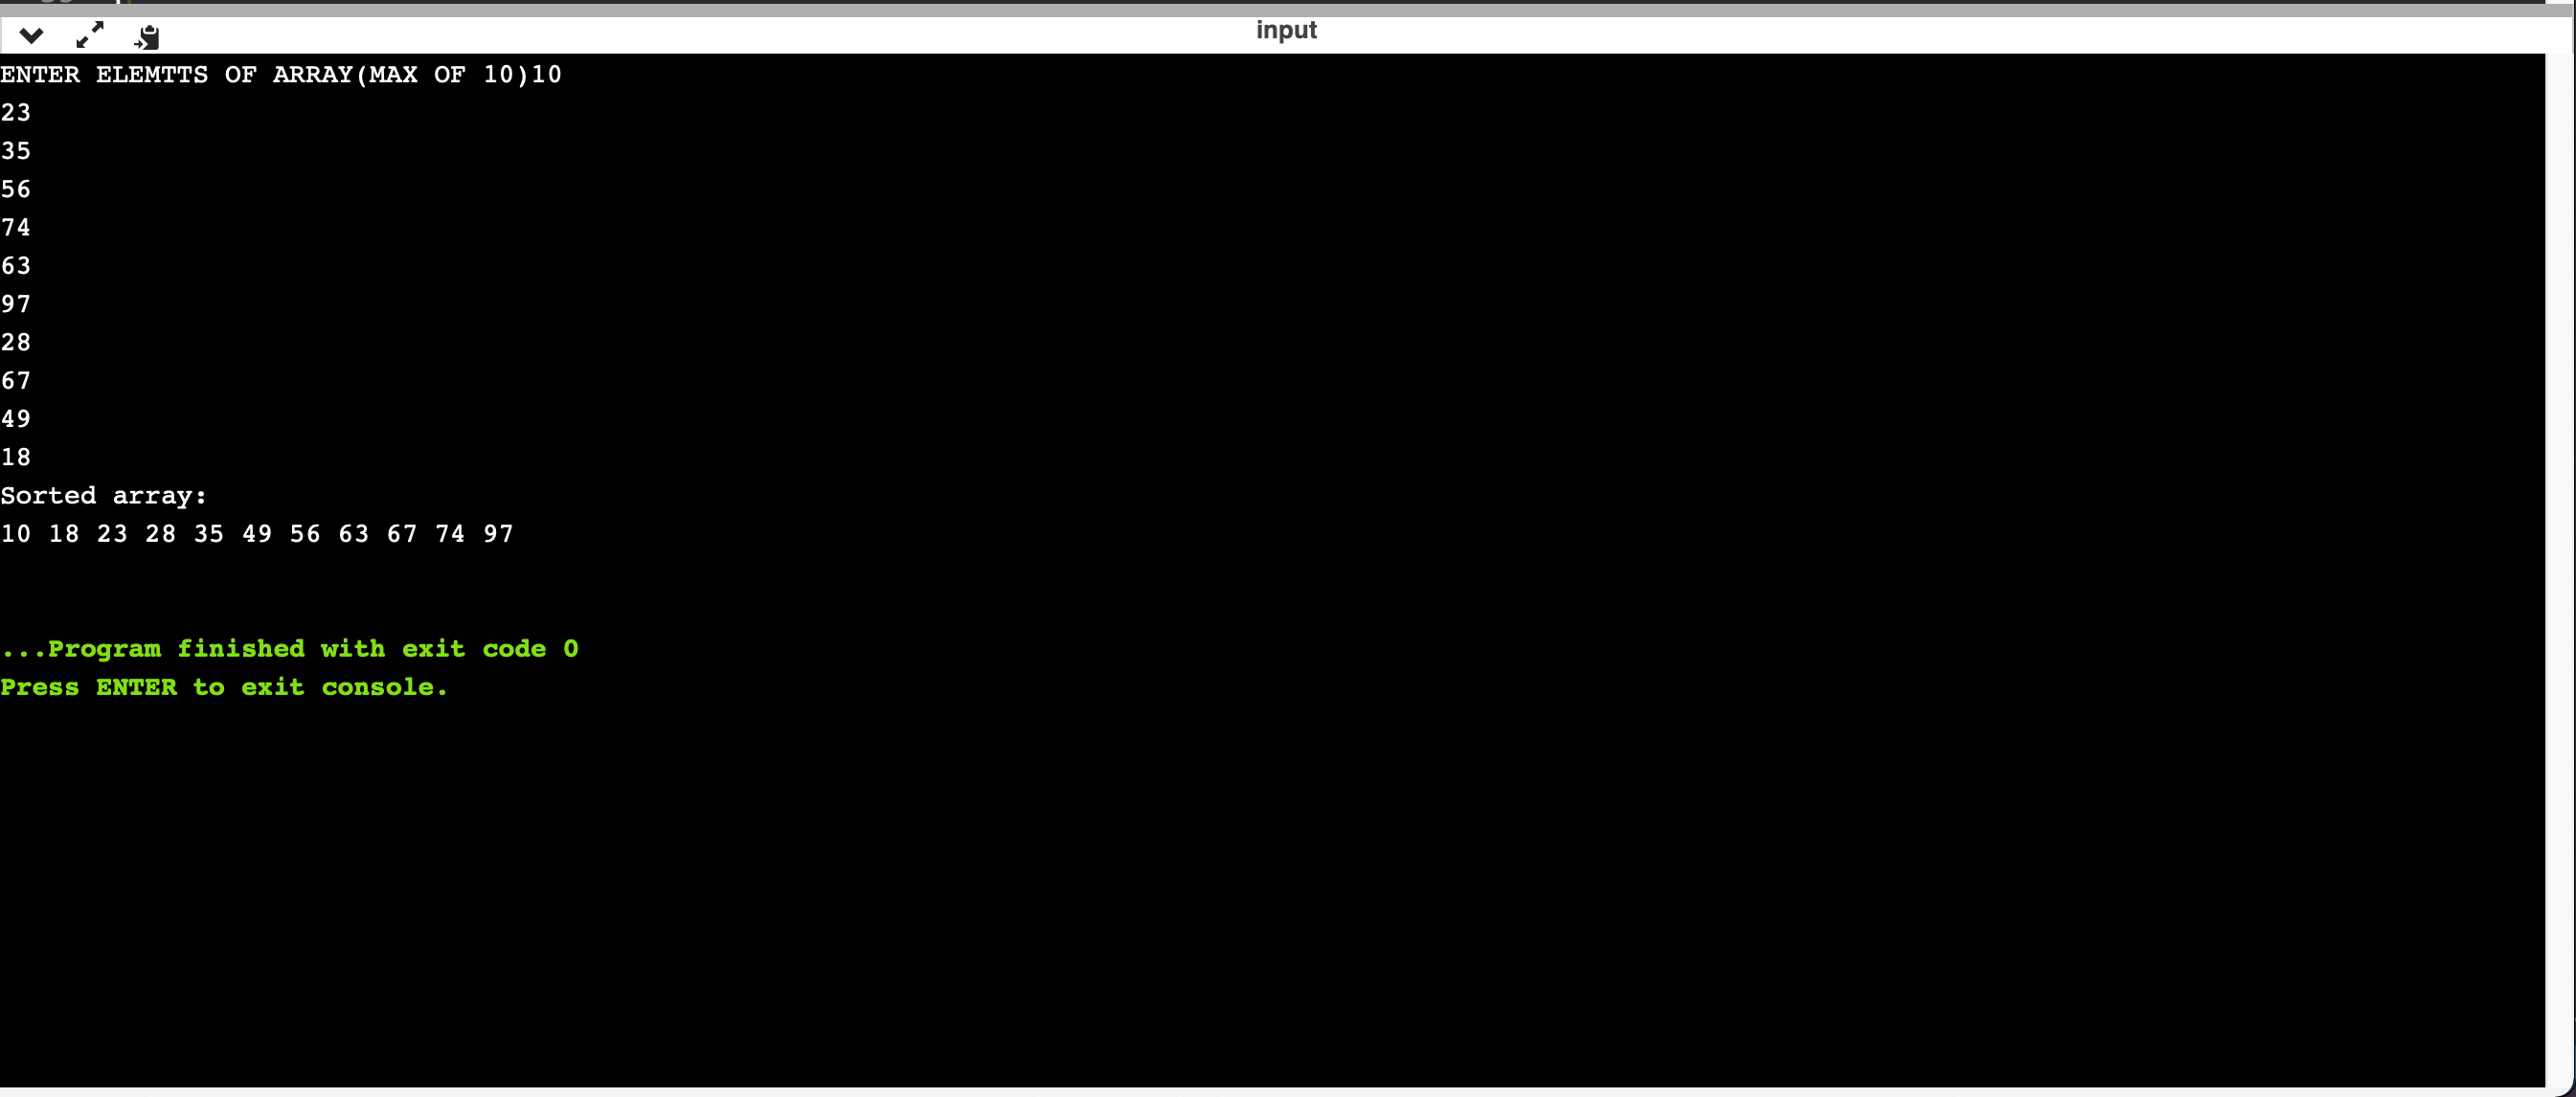 input
ENTER ELEMTTS OF ARRAY(MAX OF 10)10
23
35
56
74
63
97
28
67
49
18
Sorted array:
10 18 23 28 35 49 56 63 67 74 97
...Program finished with exit code 0
Press ENTER to exit console.